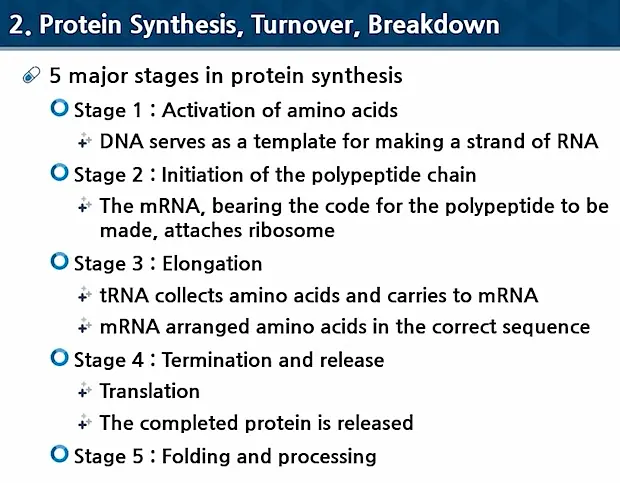 2. Protein Synthesis, Turnover, Breakdown
5 major stages in protein synthesis
Stage 1 : Activation of amino acids
DNA serves as a template for making a strand of RNA
Stage 2 : Initiation of the polypeptide chain
The mRNA, bearing the code for the polypeptide to be
made, attaches ribosome
Stage 3 : Elongation
tRNA collects amino acids and carries to mRNA
mRNA arranged amino acids in the correct sequence
Stage 4 : Termination and release
Translation
The completed protein is released
Stage 5 : Folding and processing